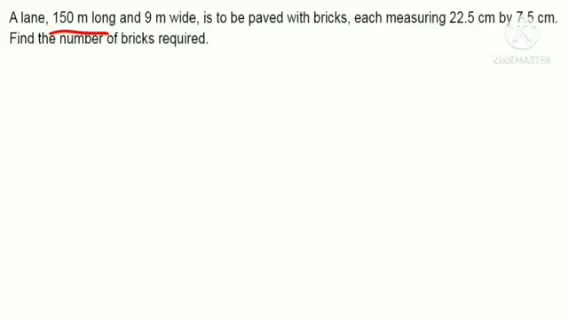 A lane, 150 m long and 9 m wide, is to be paved with bricks, each measuring 22.5 cm by 7.5 cm.
Find the number of bricks required.
KINEMASTER